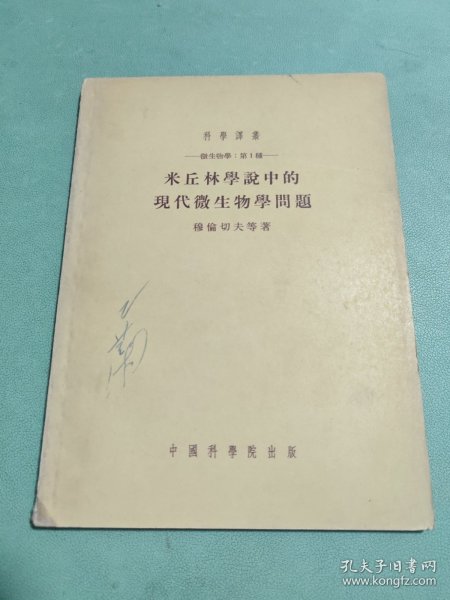 科學譯叢
——微生物學：第1種——
米丘林學說中的
現代微生物學問題
穆倫切夫等著
中國科學院出版
孔夫子旧书网
www.kongfz.com